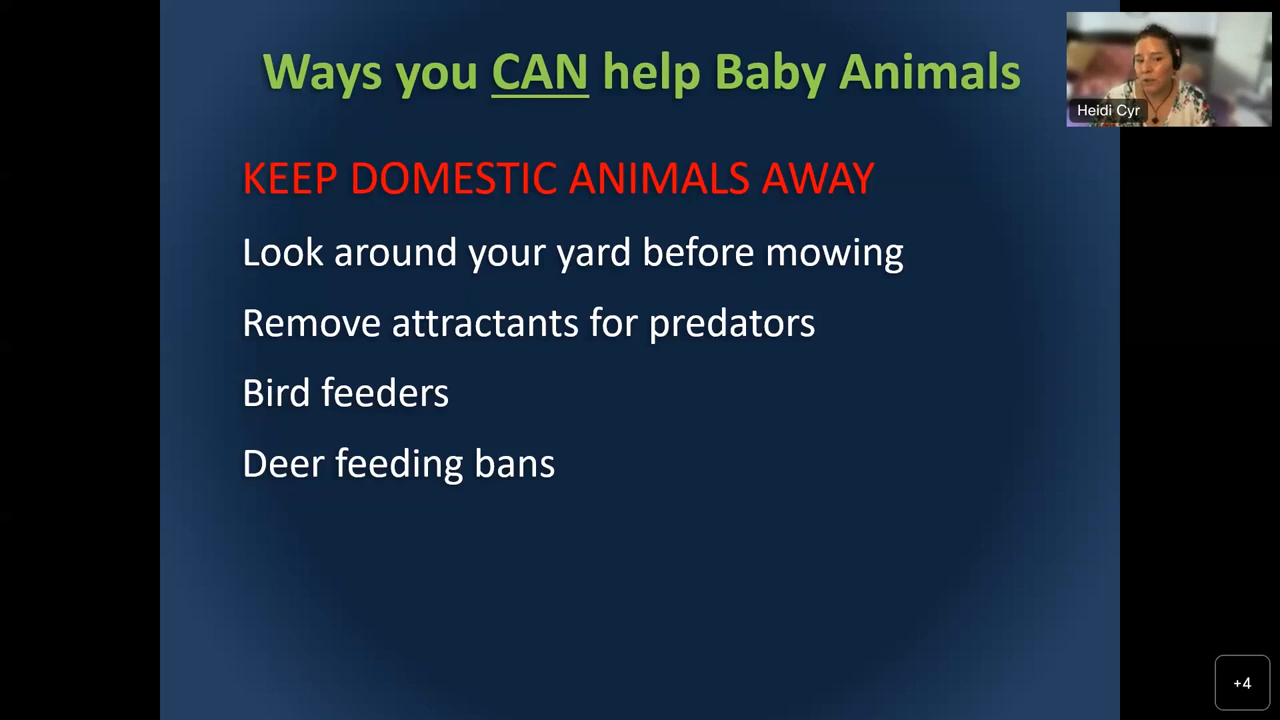 Ways you CAN help Baby Animals
Heidi Cyr
KEEP DOMESTIC ANIMALS AWAY
Look around your yard before mowing
Remove attractants for predators
Bird feeders
Deer feeding bans
+4